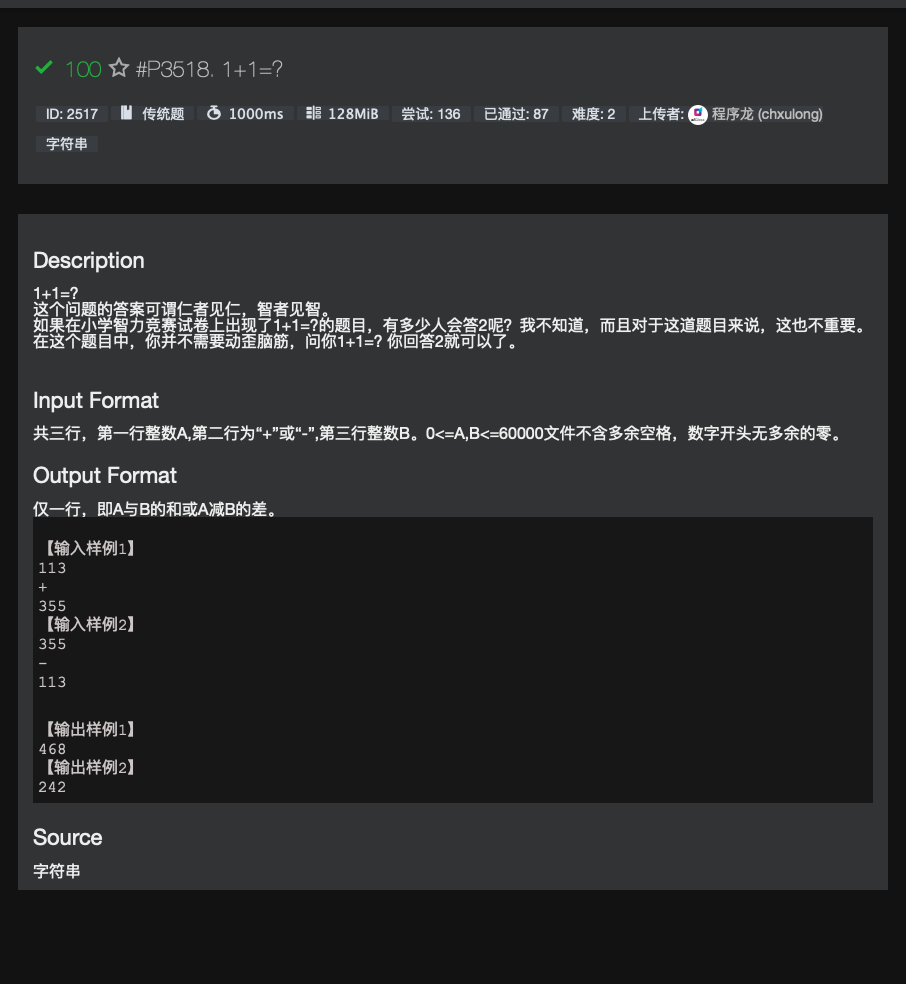 100 #P3518. 1+1=?
ID: 2517 传统题 1000ms 128MiB 尝试: 136 已通过: 87 难度: 2 上传者: 程序龙 (chxulong)
字符串
Description
1+1=?
这个问题的答案可谓仁者见仁，智者见智。
如果在小学智力竞赛试卷上出现了1+1=?的题目，有多少人会答2呢？我不知道，而且对于这道题目来说，这也不重要。
在这个题目中，你并不需要动歪脑筋，问你1+1=? 你回答2就可以了。
Input Format
共三行，第一行整数A,第二行为“+”或“-”,第三行整数B。0<=A,B<=60000文件不含多余空格，数字开头无多余的零。
Output Format
仅一行，即A与B的和或A减B的差。
【输入样例1】
113
+
355
【输入样例2】
355
-
113
【输出样例1】
468
【输出样例2】
242
Source
字符串